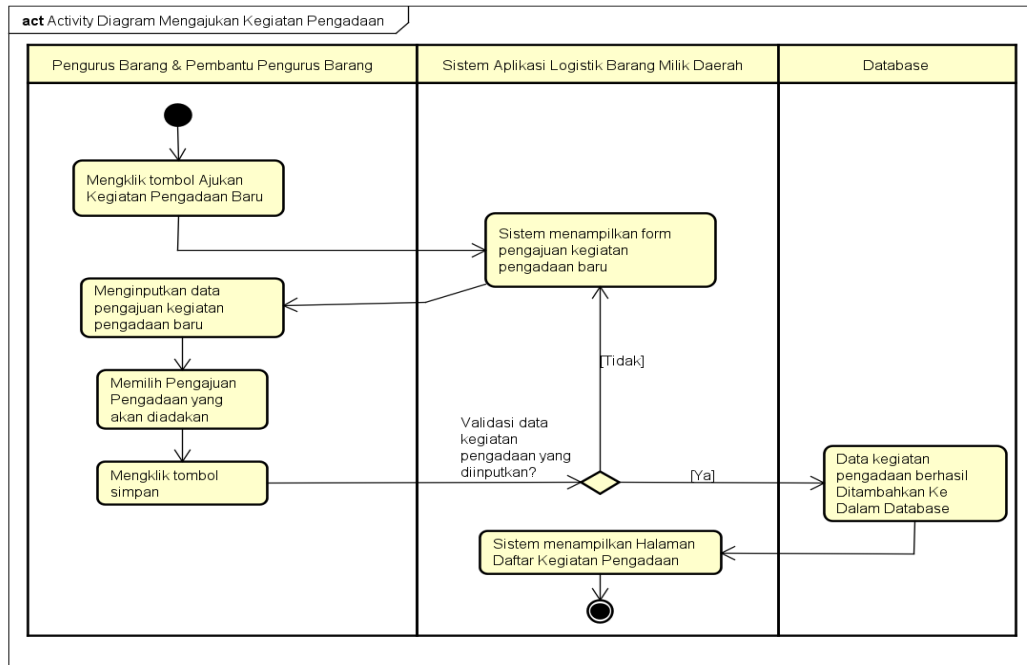 act Activity Diagram Mengajukan Kegiatan Pengadaan
Pengurus Barang & Pembantu Pengurus Barang
Sistem Aplikasi Logistik Barang Milik Daerah
Database
Mengklik tombol Ajukan
Kegiatan Pengadaan Baru
Sistem menampilkan form
pengajuan kegiatan
pengadaan baru
Menginputkan data
pengajuan kegiatan
pengadaan baru
[Tidak]
Memilih Pengajuan
Pengadaan yang
akan diadakan
Validasi data
kegiatan
pengadaan yang
diinputkan?
Mengklik tombol
simpan
[Ya]
Data kegiatan
pengadaan berhasil
Ditambahkan Ke
Dalam Database
Sistem menampilkan Halaman
Daftar Kegiatan Pengadaan